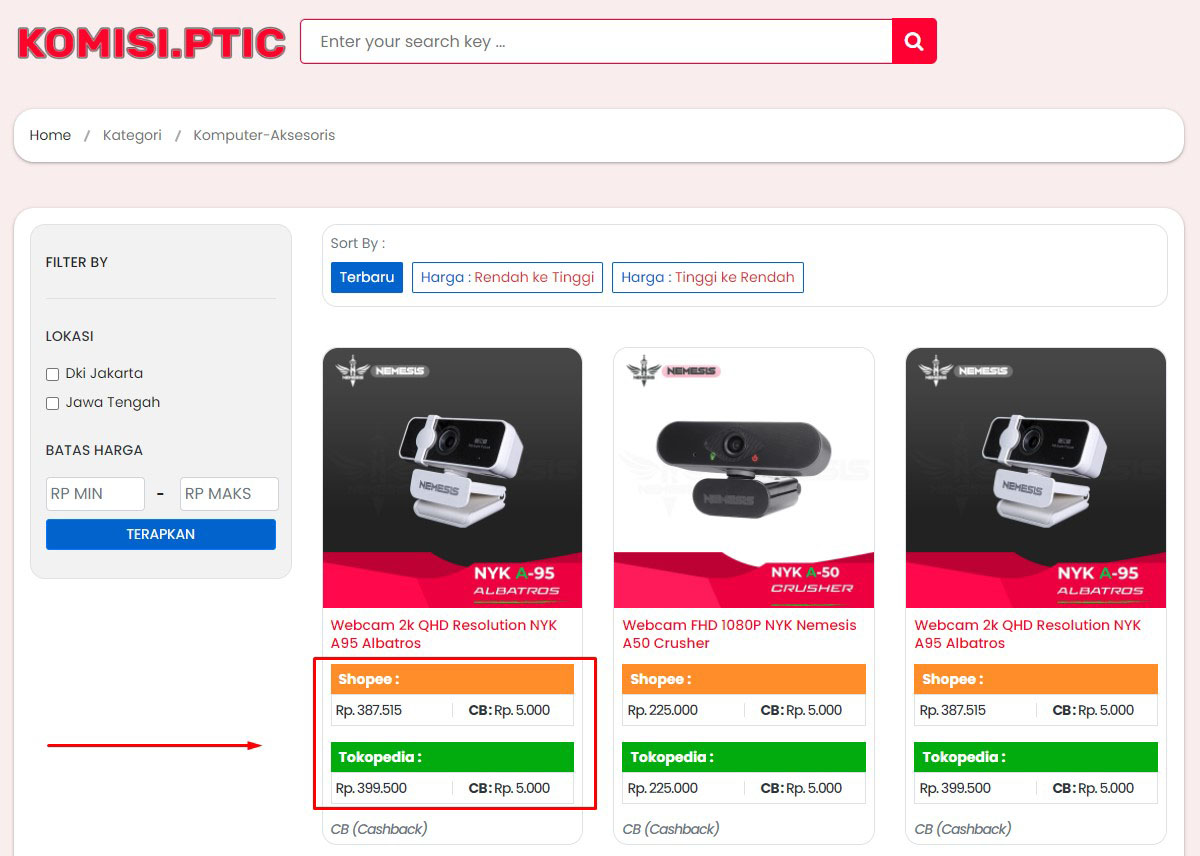 KOMISI.PTIC
Enter your search key ...
Home / Kategori / Komputer-Aksesoris
FILTER BY
LOKASI
Dki Jakarta
Jawa Tengah
BATAS HARGA
RP MIN - RP MAKS
TERAPKAN
Sort By :
Terbaru
Harga : Rendah ke Tinggi
Harga : Tinggi ke Rendah
NEMESIS
NEMESIS
NYK A-95
ALBATROS
Webcam 2k QHD Resolution NYK
A95 Albatros
Shopee :
Rp. 387.515 CB: Rp. 5.000
Tokopedia :
Rp. 399.500 CB: Rp. 5.000
CB (Cashback)
NEMESIS
NEMESIS
NYK A-50
CRUSHER
Webcam FHD 1080P NYK Nemesis
A50 Crusher
Shopee :
Rp. 225.000 CB: Rp. 5.000
Tokopedia :
Rp. 225.000 CB: Rp. 5.000
CB (Cashback)
NEMESIS
NEMESIS
NYK A-95
ALBATROS
Webcam 2k QHD Resolution NYK
A95 Albatros
Shopee :
Rp. 387.515 CB: Rp. 5.000
Tokopedia :
Rp. 399.500 CB: Rp. 5.000
CB (Cashback)